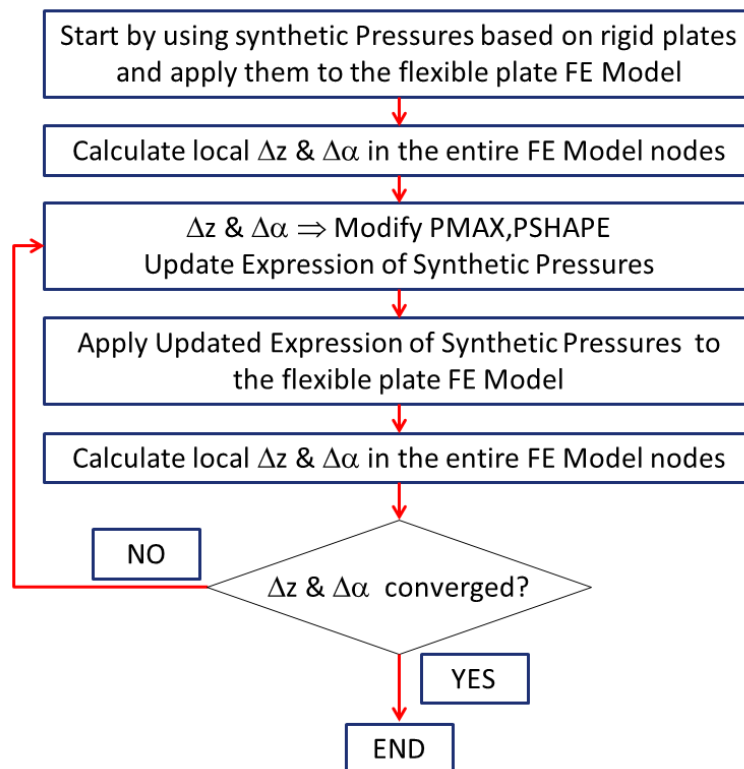 Start by using synthetic Pressures based on rigid plates
and apply them to the flexible plate FE Model
Calculate local Δz & Δα in the entire FE Model nodes
Δz & Δα ⇒ Modify PMAX,PSHAPE
Update Expression of Synthetic Pressures
Apply Updated Expression of Synthetic Pressures to
the flexible plate FE Model
Calculate local Δz & Δα in the entire FE Model nodes
NO
Δz & Δα converged?
YES
END